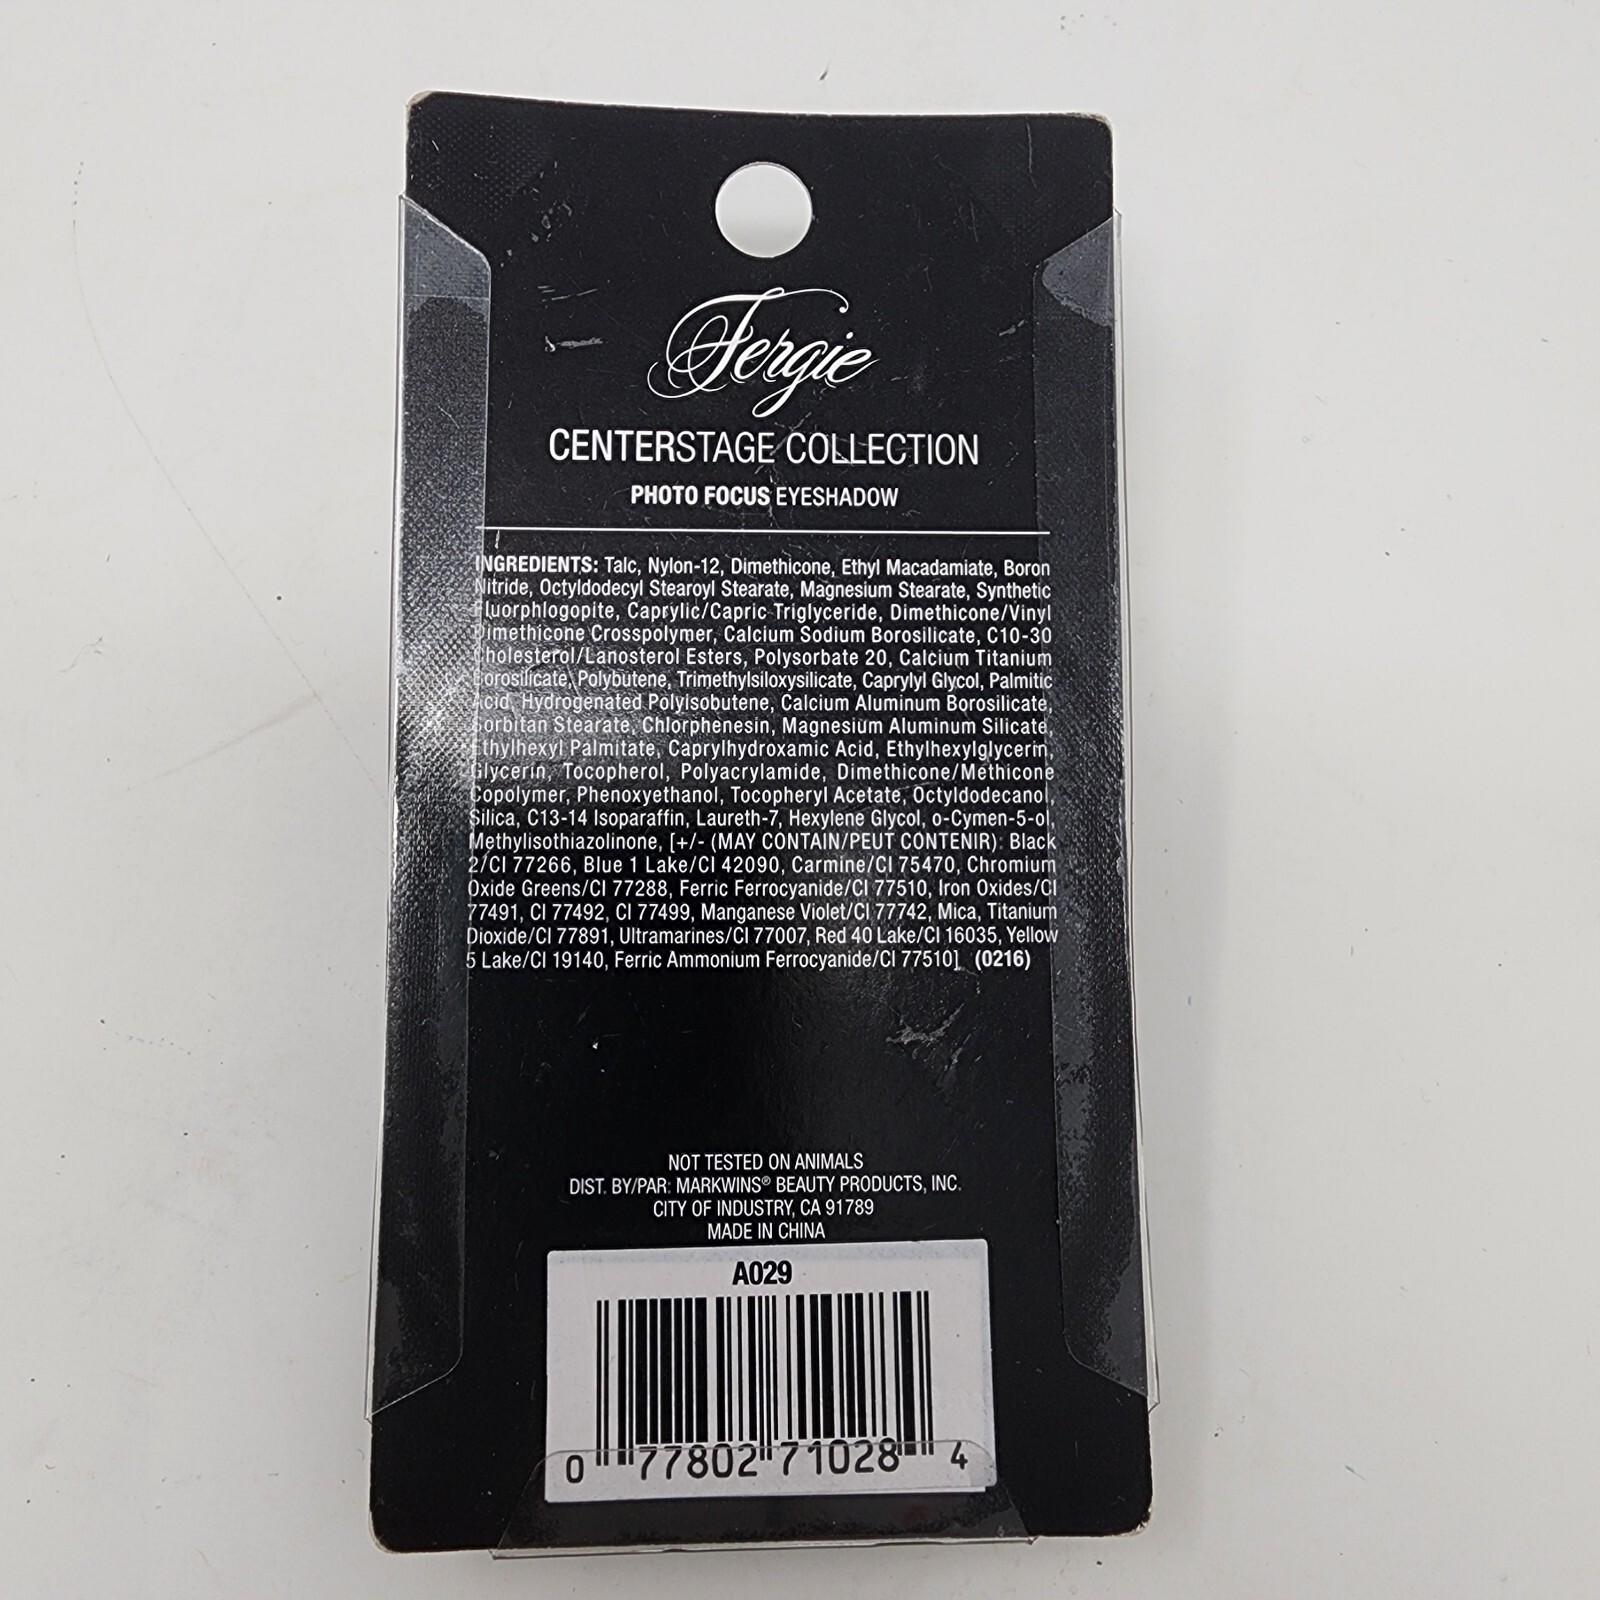 Fergie
CENTERSTAGE COLLECTION
PHOTO FOCUS EYESHADOW
INGREDIENTS: Talc, Nylon-12, Dimethicone, Ethyl Macadamiate, Boron
Nitride, Octyldodecyl Stearoyl Stearate, Magnesium Stearate, Synthetic
Fluorphlogopite, Caprylic/Capric Triglyceride, Dimethicone/Vinyl
Dimethicone Crosspolymer, Calcium Sodium Borosilicate, C10-30
Cholesterol/Lanosterol Esters, Polysorbate 20, Calcium Titanium
Borosilicate, Polybutene, Trimethylsiloxysilicate, Caprylyl Glycol, Palmitic
Acid, Hydrogenated Polyisobutene, Calcium Aluminum Borosilicate,
Sorbitan Stearate, Chlorphenesin, Magnesium Aluminum Silicate,
Ethylhexyl Palmitate, Caprylhydroxamic Acid, Ethylhexylglycerin,
Glycerin, Tocopherol, Polyacrylamide, Dimethicone/Methicone
Copolymer, Phenoxyethanol, Tocopheryl Acetate, Octyldodecanol,
Silica, C13-14 Isoparaffin, Laureth-7, Hexylene Glycol, o-Cymen-5-ol,
Methylisothiazolinone, [+/- (MAY CONTAIN/PEUT CONTENIR): Black
2/CI 77266, Blue 1 Lake/CI 42090, Carmine/CI 75470, Chromium
Oxide Greens/CI 77288, Ferric Ferrocyanide/CI 77510, Iron Oxides/CI
77491, CI 77492, CI 77499, Manganese Violet/CI 77742, Mica, Titanium
Dioxide/CI 77891, Ultramarines/CI 77007, Red 40 Lake/CI 16035, Yellow
5 Lake/CI 19140, Ferric Ammonium Ferrocyanide/CI 77510] (0216)
NOT TESTED ON ANIMALS
DIST. BY/PAR: MARKWINS® BEAUTY PRODUCTS, INC.
CITY OF INDUSTRY, CA 91789
MADE IN CHINA
A029
0 77802 71028 4